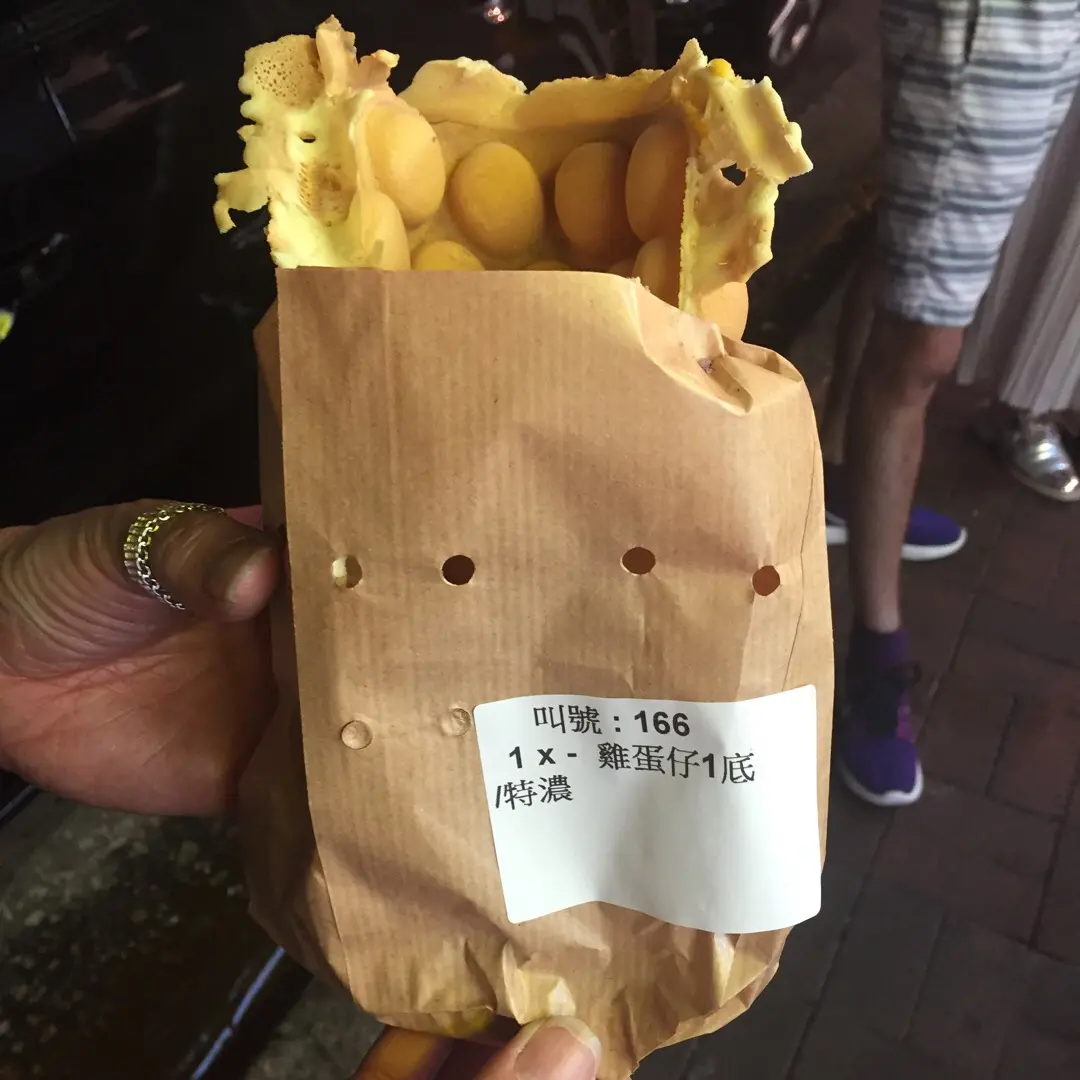 叫號：166
1 x - 雞蛋仔1底
/特濃